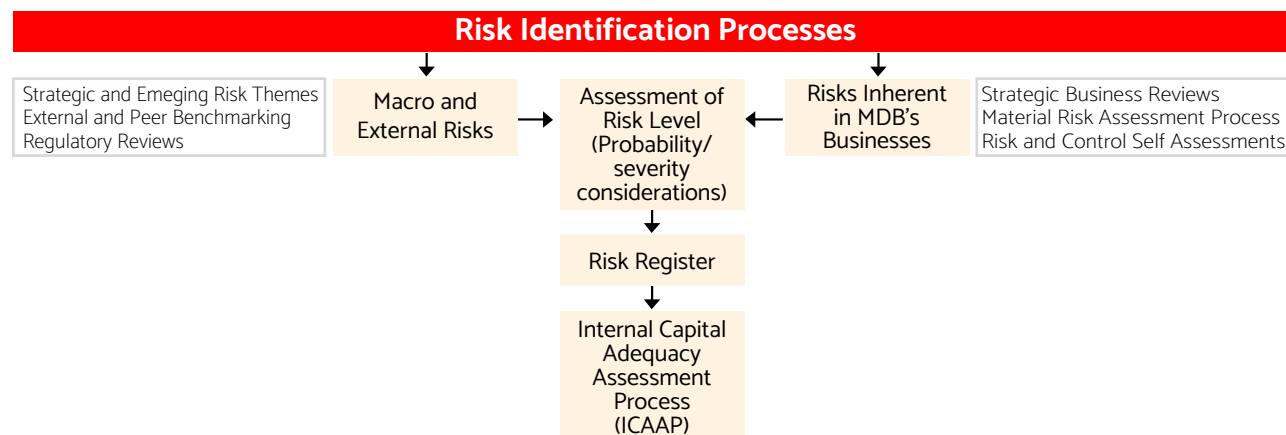 Risk Identification Processes
Strategic and Emeging Risk Themes
External and Peer Benchmarking
Regulatory Reviews
Macro and
External Risks
Assessment of
Risk Level
(Probability/
severity
considerations)
Risks Inherent
in MDB's
Businesses
Strategic Business Reviews
Material Risk Assessment Process
Risk and Control Self Assessments
Risk Register
Internal Capital
Adequacy
Assessment
Process
(ICAAP)